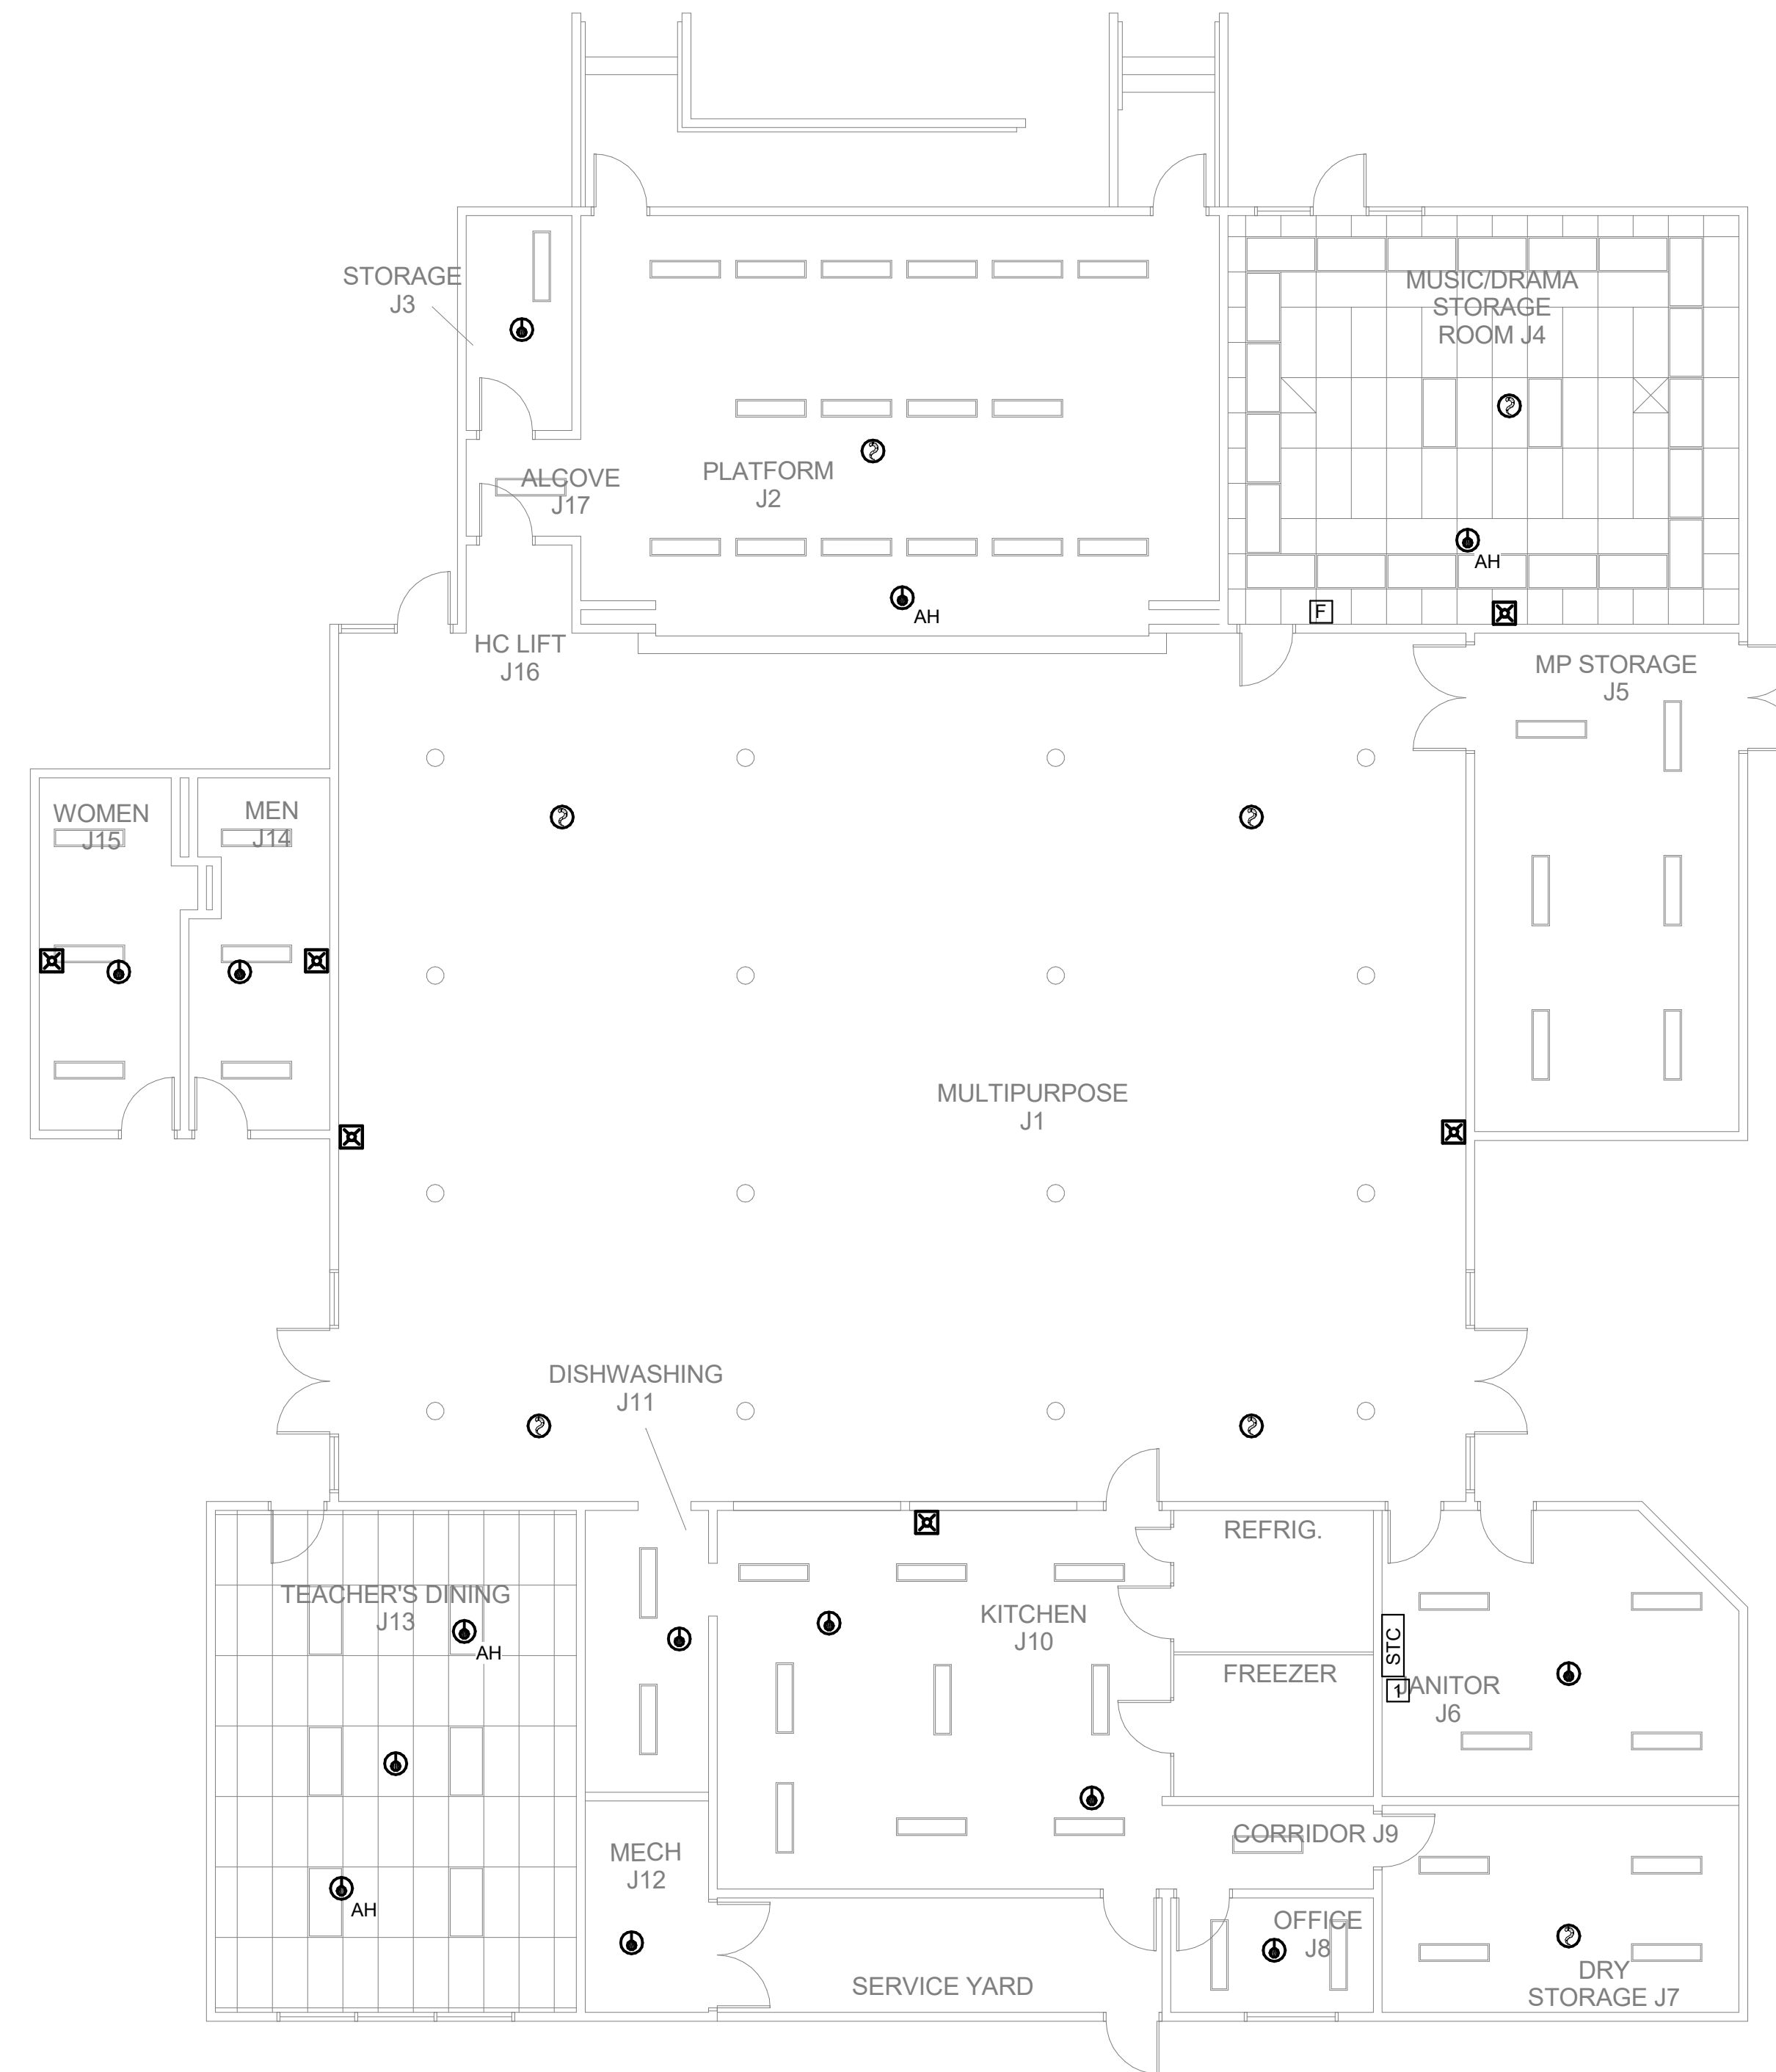 STORAGE
J3
MUSIC/DRAMA
STORAGE
ROOM J4
ALCOVE
J17
PLATFORM
J2
AH
AH
F
HC LIFT
J16
MP STORAGE
J5
WOMEN
J15
MEN
J14
MULTIPURPOSE
J1
DISHWASHING
J11
REFRIG.
TEACHER'S DINING
J13
AH
KITCHEN
J10
STC
FREEZER
1
JANITOR
J6
CORRIDOR J9
MECH
J12
AH
OFFICE
J8
SERVICE YARD
DRY
STORAGE J7